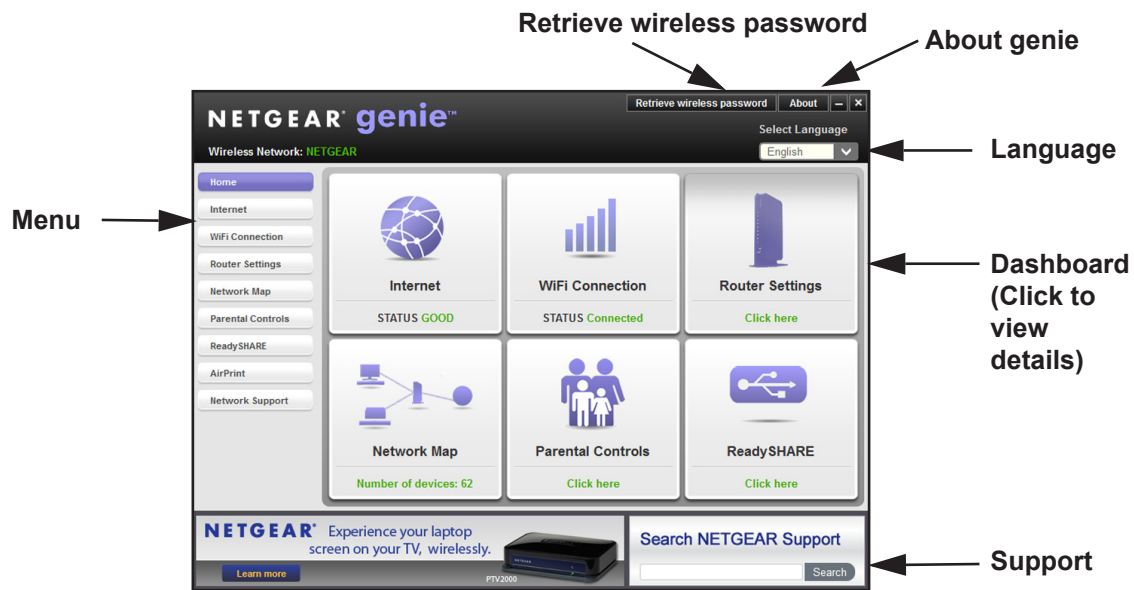 Retrieve wireless password
About genie
Retrieve wireless password
About
NETGEAR® genie™
Select Language
Wireless Network: NETGEAR
English
Language
Menu
Home
Internet
WiFi Connection
Router Settings
Network Map
Parental Controls
ReadySHARE
AirPrint
Network Support
Internet
STATUS GOOD
WiFi Connection
STATUS Connected
Router Settings
Click here
Dashboard
(Click to
view
details)
Network Map
Number of devices: 62
Parental Controls
Click here
ReadySHARE
Click here
NETGEAR®
Experience your laptop
screen on your TV, wirelessly.
Learn more
NETGEAR
PTV2000
Search NETGEAR Support
Search
Support